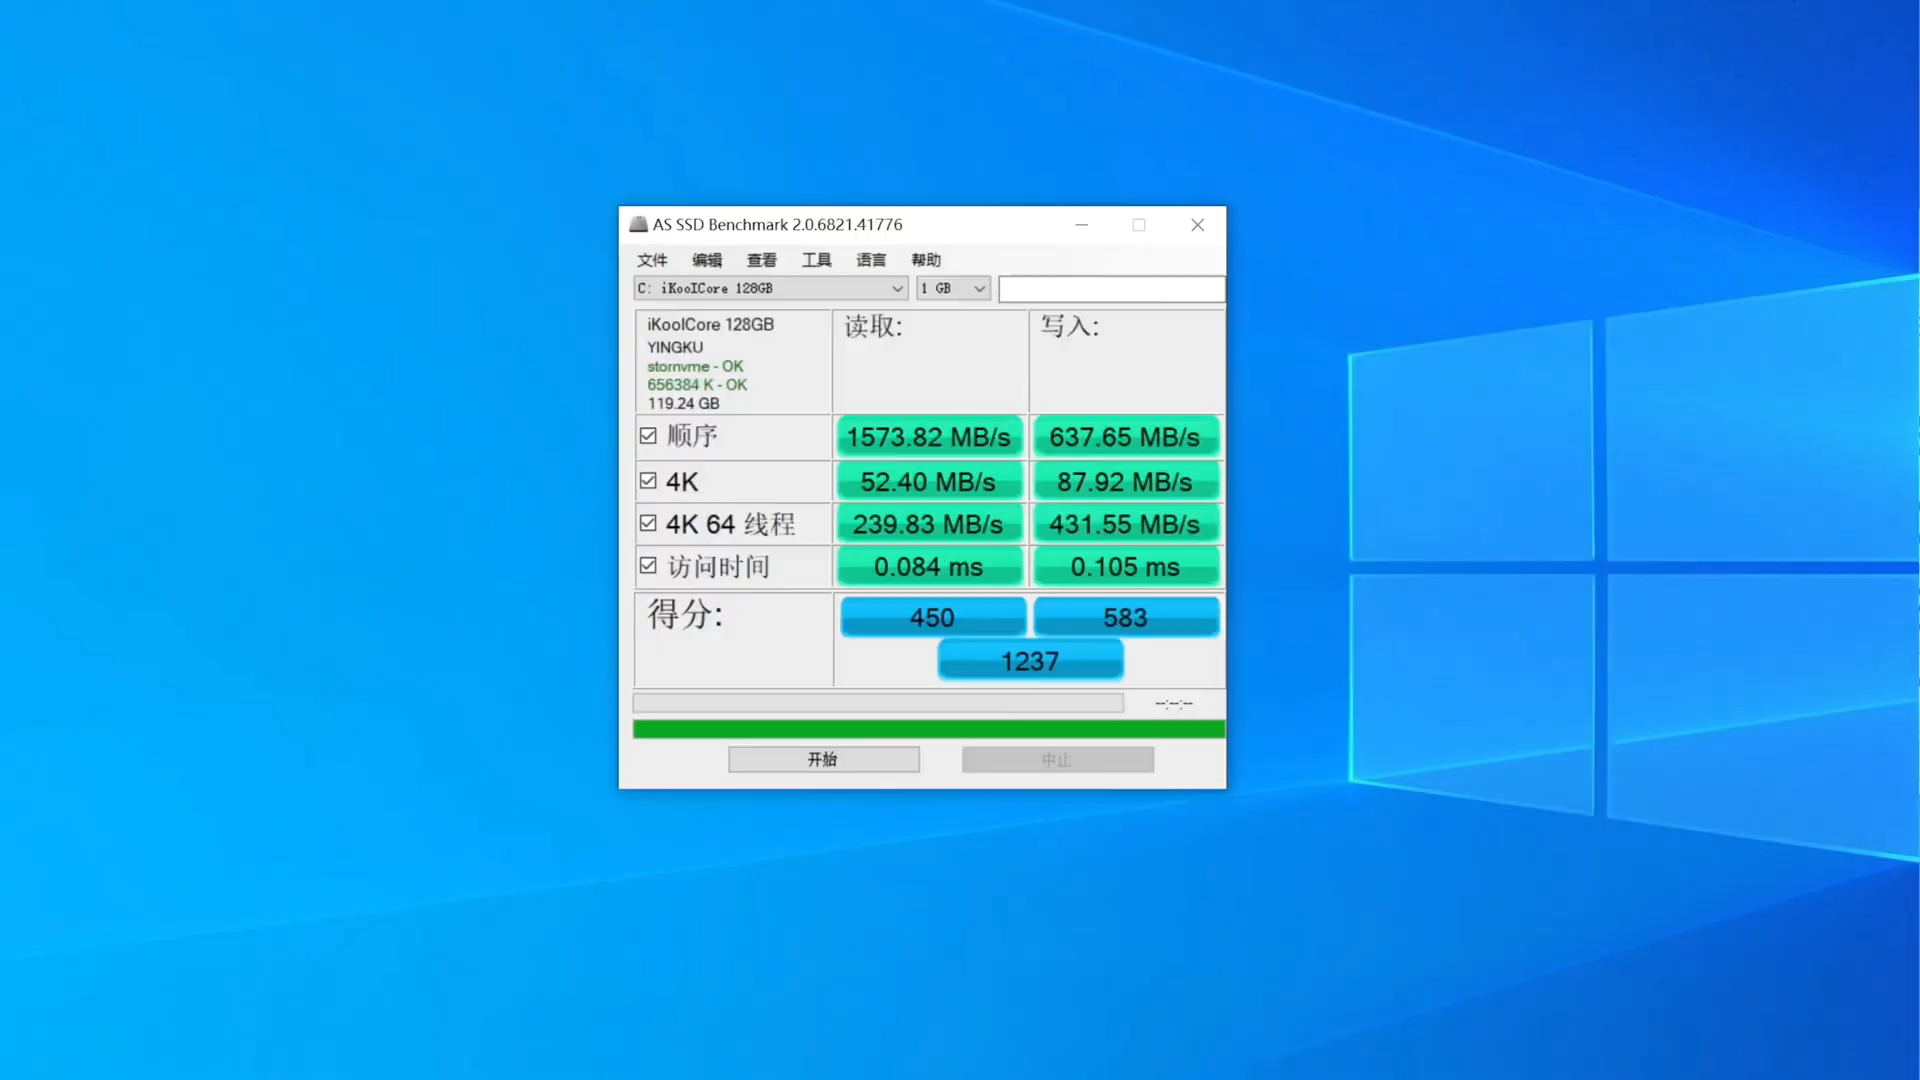 AS SSD Benchmark 2.0.6821.41776
文件 编辑 查看 工具 语言 帮助
C: iKoolCore 128GB 1 GB
iKoolCore 128GB 读取: 写入:
YINGKU
stornvme - OK
656384 K - OK
119.24 GB
顺序 1573.82 MB/s 637.65 MB/s
4K 52.40 MB/s 87.92 MB/s
4K 64 线程 239.83 MB/s 431.55 MB/s
访问时间 0.084 ms 0.105 ms
得分: 450 583
1237
--:--:--
开始 中止